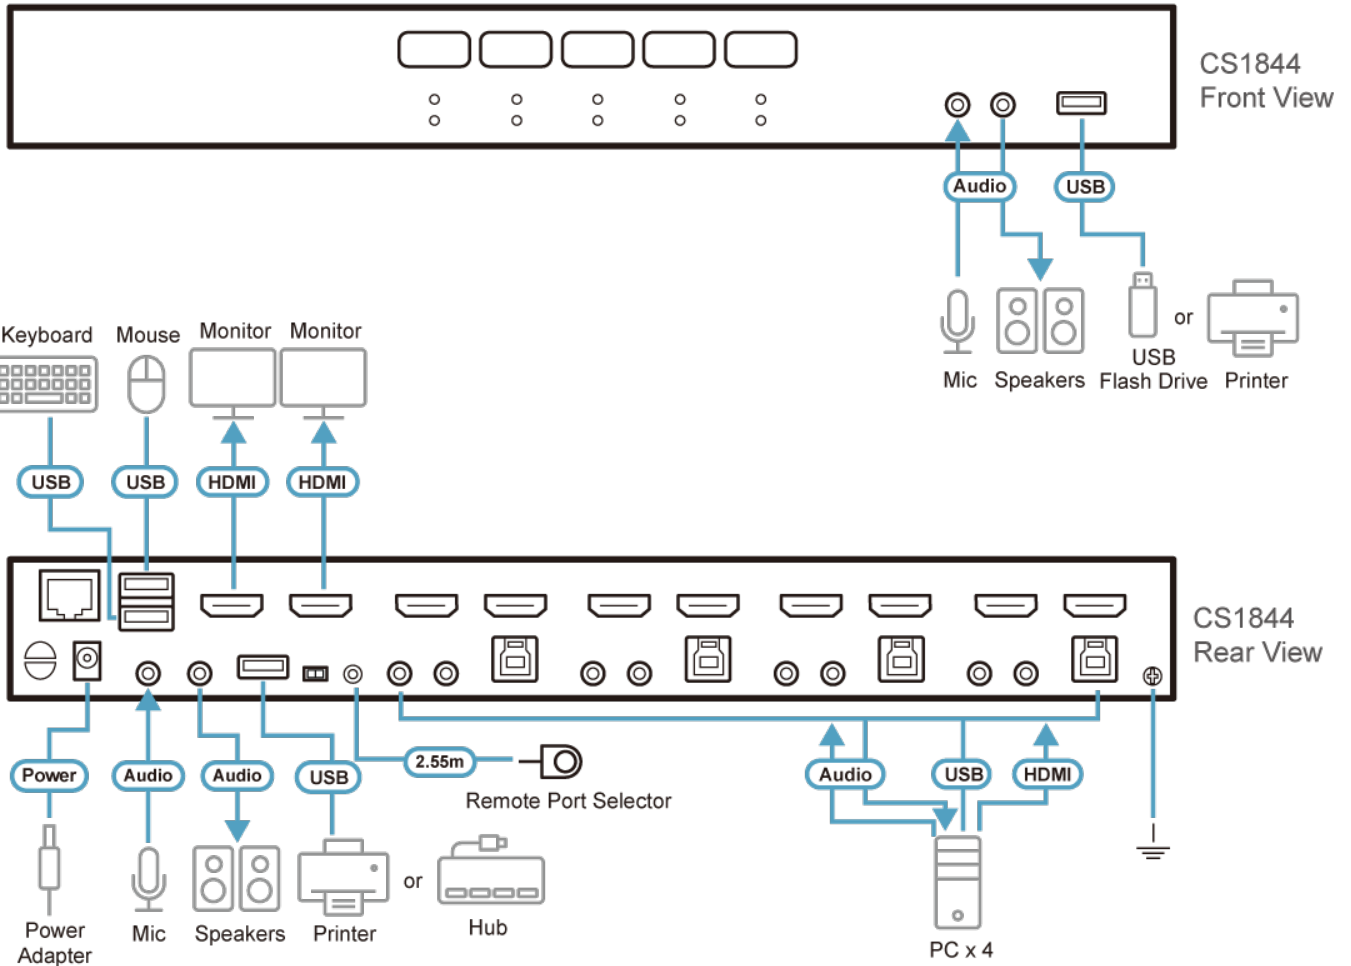 CS1844
Front View
Audio
USB
or
Mic
Speakers
USB
Flash Drive
Printer
Keyboard
Mouse
Monitor
Monitor
USB
USB
HDMI
HDMI
CS1844
Rear View
Power
Audio
Audio
USB
2.55m
Remote Port Selector
Audio
USB
HDMI
or
Power
Adapter
Mic
Speakers
Printer
Hub
PC x 4